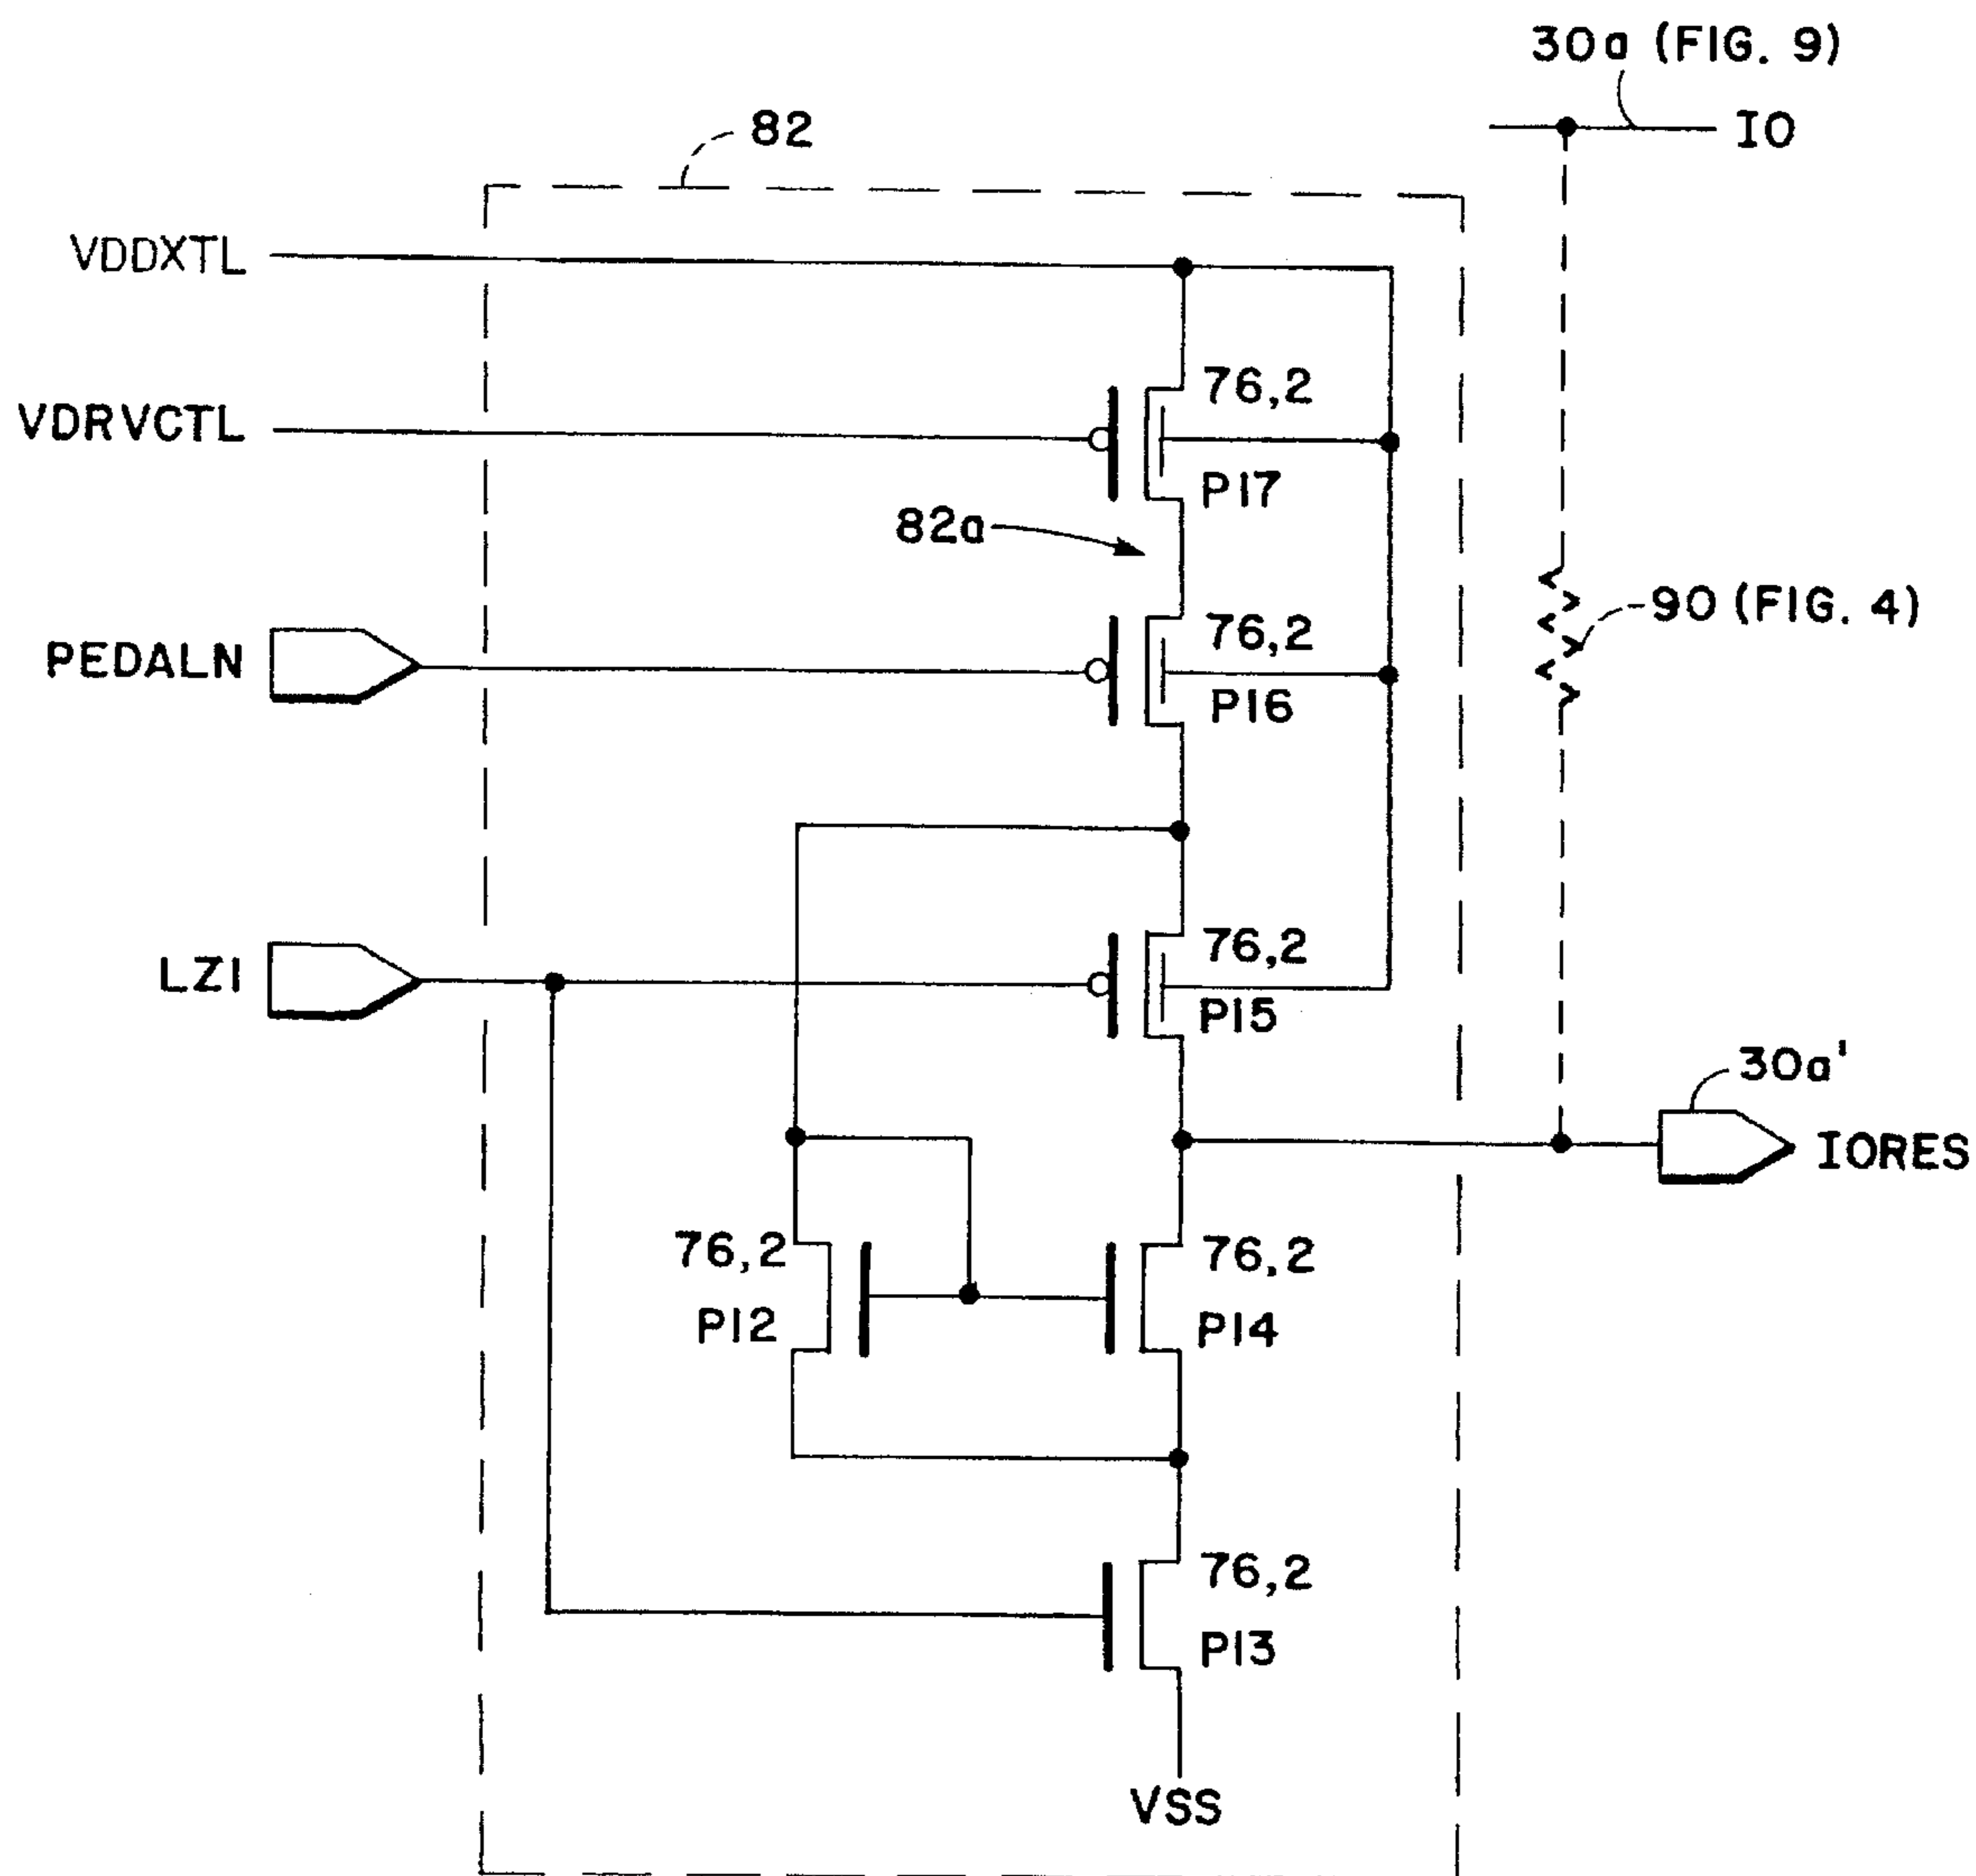 30a (FIG. 9)
IO
82
VDDXTL
76,2
VDRVCTL
P17
82a
76,2
90 (FIG. 4)
PEDALN
P16
76,2
LZ1
P15
30a'
IORES
76,2
76,2
P12
P14
76,2
P13
VSS